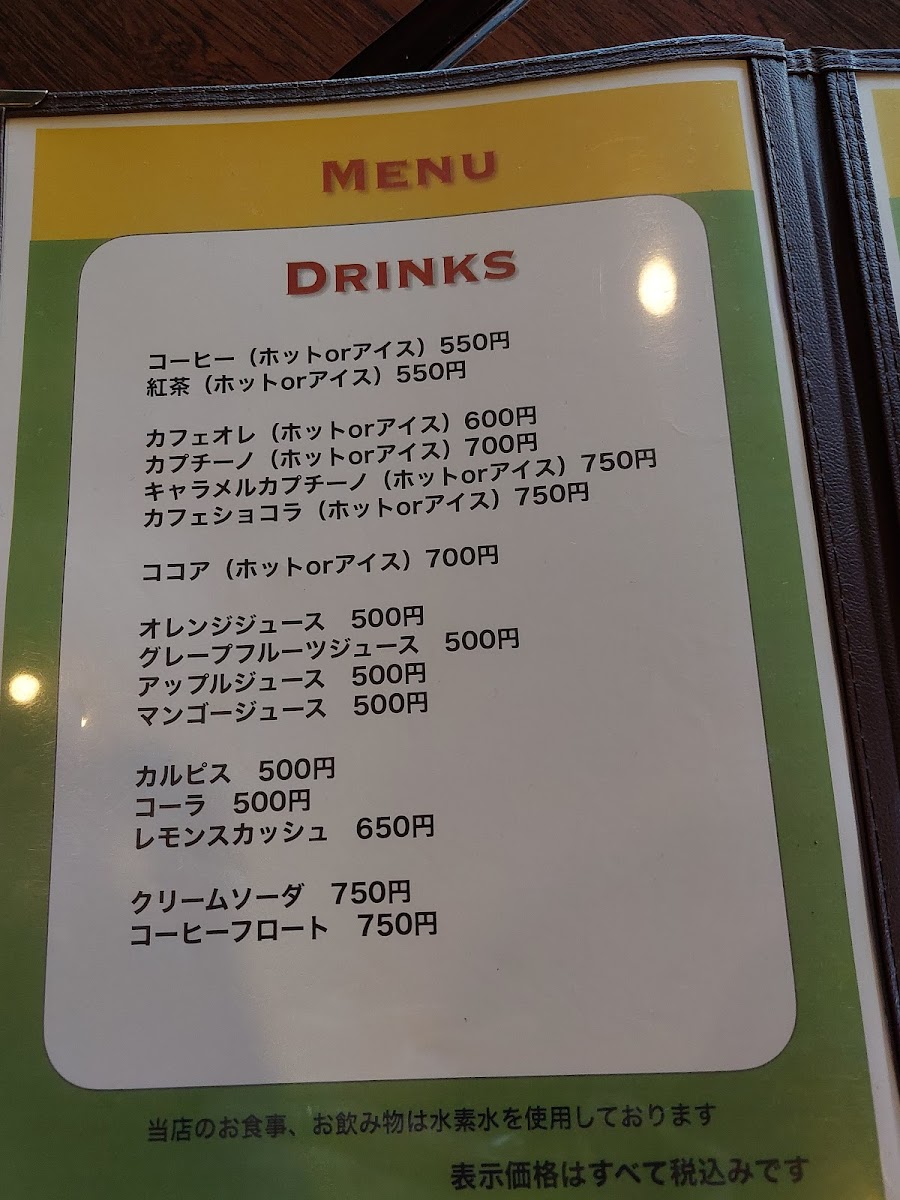 MENU
DRINKS
コーヒー（ホットorアイス）550円
紅茶（ホットorアイス）550円
カフェオレ（ホットorアイス）600円
カプチーノ（ホットorアイス）700円
キャラメルカプチーノ（ホットorアイス）750円
カフェショコラ（ホットorアイス）750円
ココア（ホットorアイス）700円
オレンジジュース　500円
グレープフルーツジュース　500円
アップルジュース　500円
マンゴージュース　500円
カルピス　500円
コーラ　500円
レモンスカッシュ　650円
クリームソーダ　750円
コーヒーフロート　750円
当店のお食事、お飲み物は水素水を使用しております
表示価格はすべて税込みです